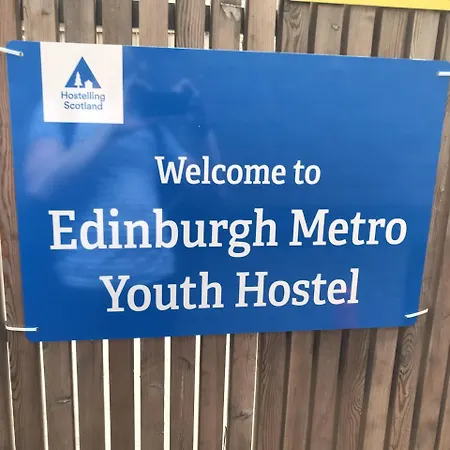 Hostelling
Scotland
Welcome to
Edinburgh Metro
Youth Hostel